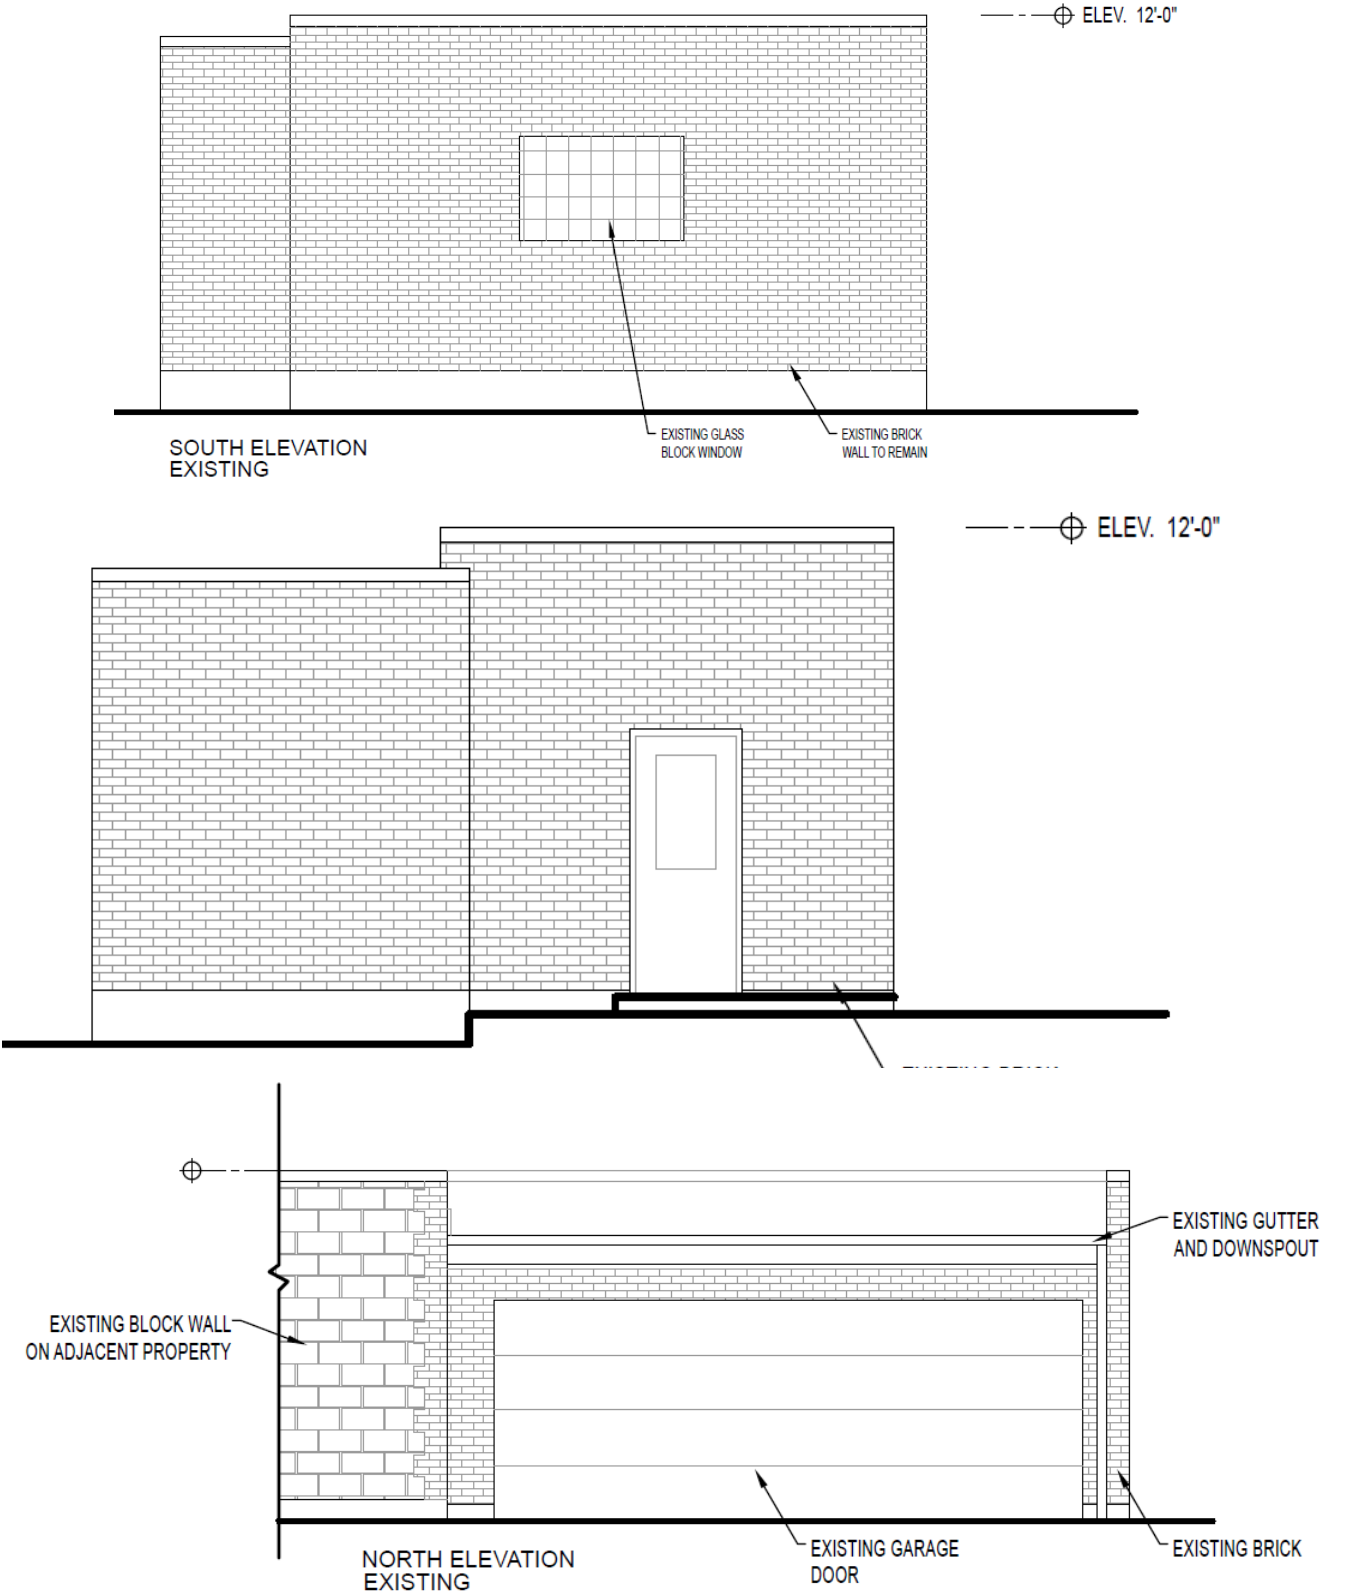 ELEV. 12'-0"
EXISTING GLASS
BLOCK WINDOW
EXISTING BRICK
WALL TO REMAIN
SOUTH ELEVATION
EXISTING
ELEV. 12'-0"
EXISTING GUTTER
AND DOWNSPOUT
EXISTING BLOCK WALL
ON ADJACENT PROPERTY
EXISTING GARAGE
DOOR
EXISTING BRICK
NORTH ELEVATION
EXISTING